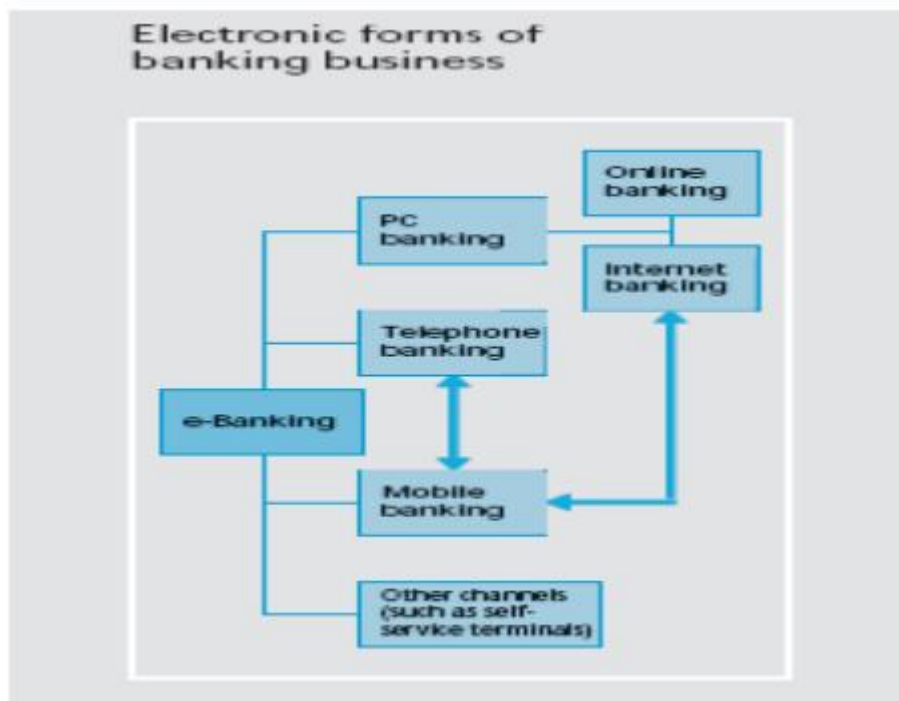 Electronic forms of
banking business
Online
banking
PC
banking
Internet
banking
Telephone
banking
e-Banking
Mobile
banking
Other channels
(such as self-
service terminals)